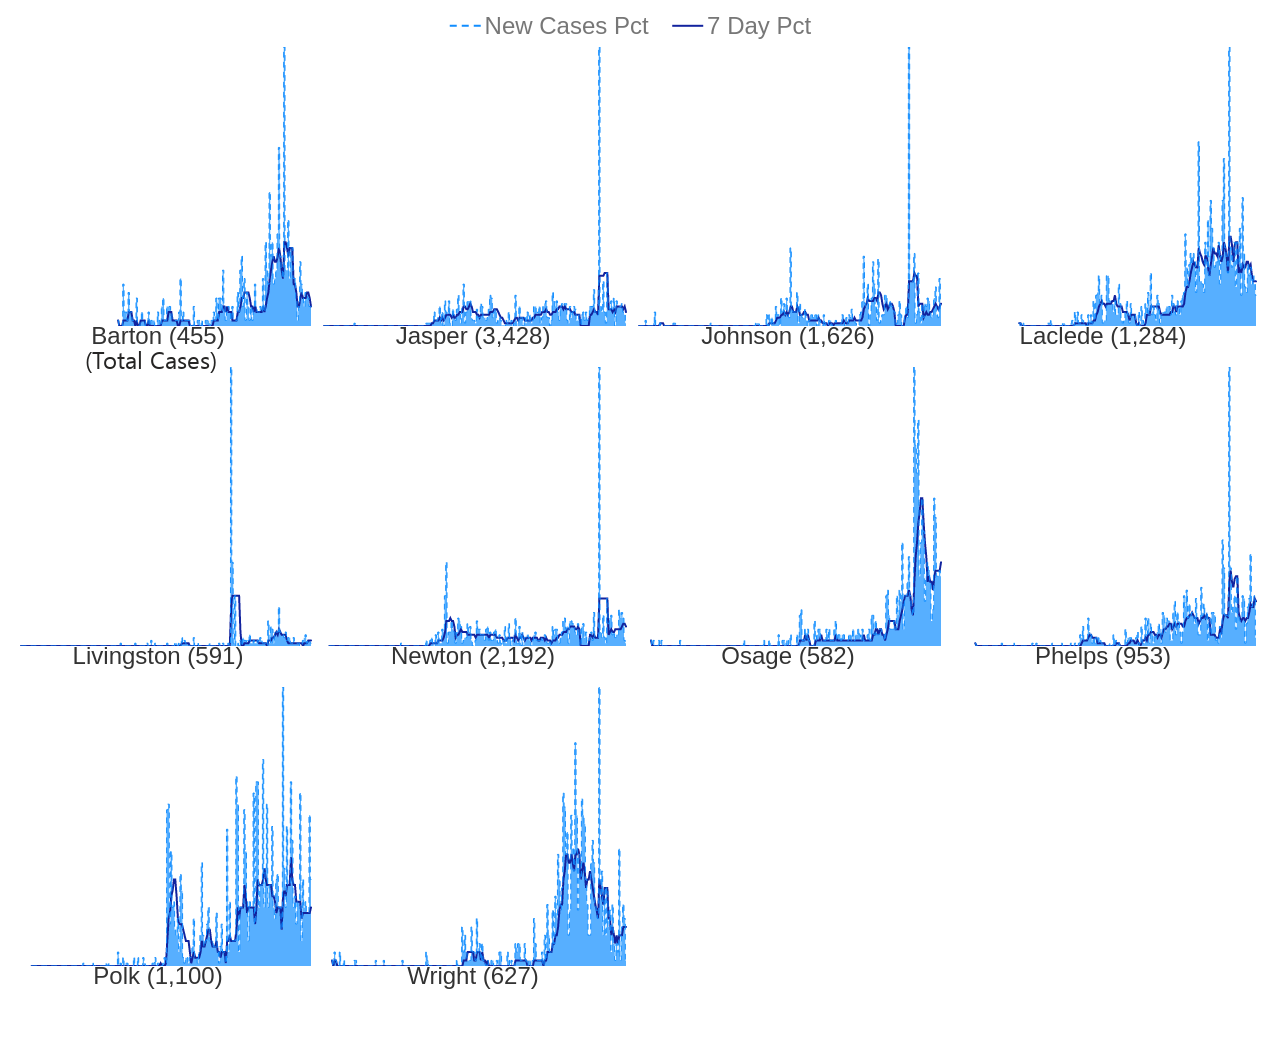 New Cases Pct 7 Day Pct
Barton (455) Jasper (3,428) Johnson (1,626) Laclede (1,284)
(Total Cases)
Livingston (591) Newton (2,192) Osage (582) Phelps (953)
Polk (1,100) Wright (627)